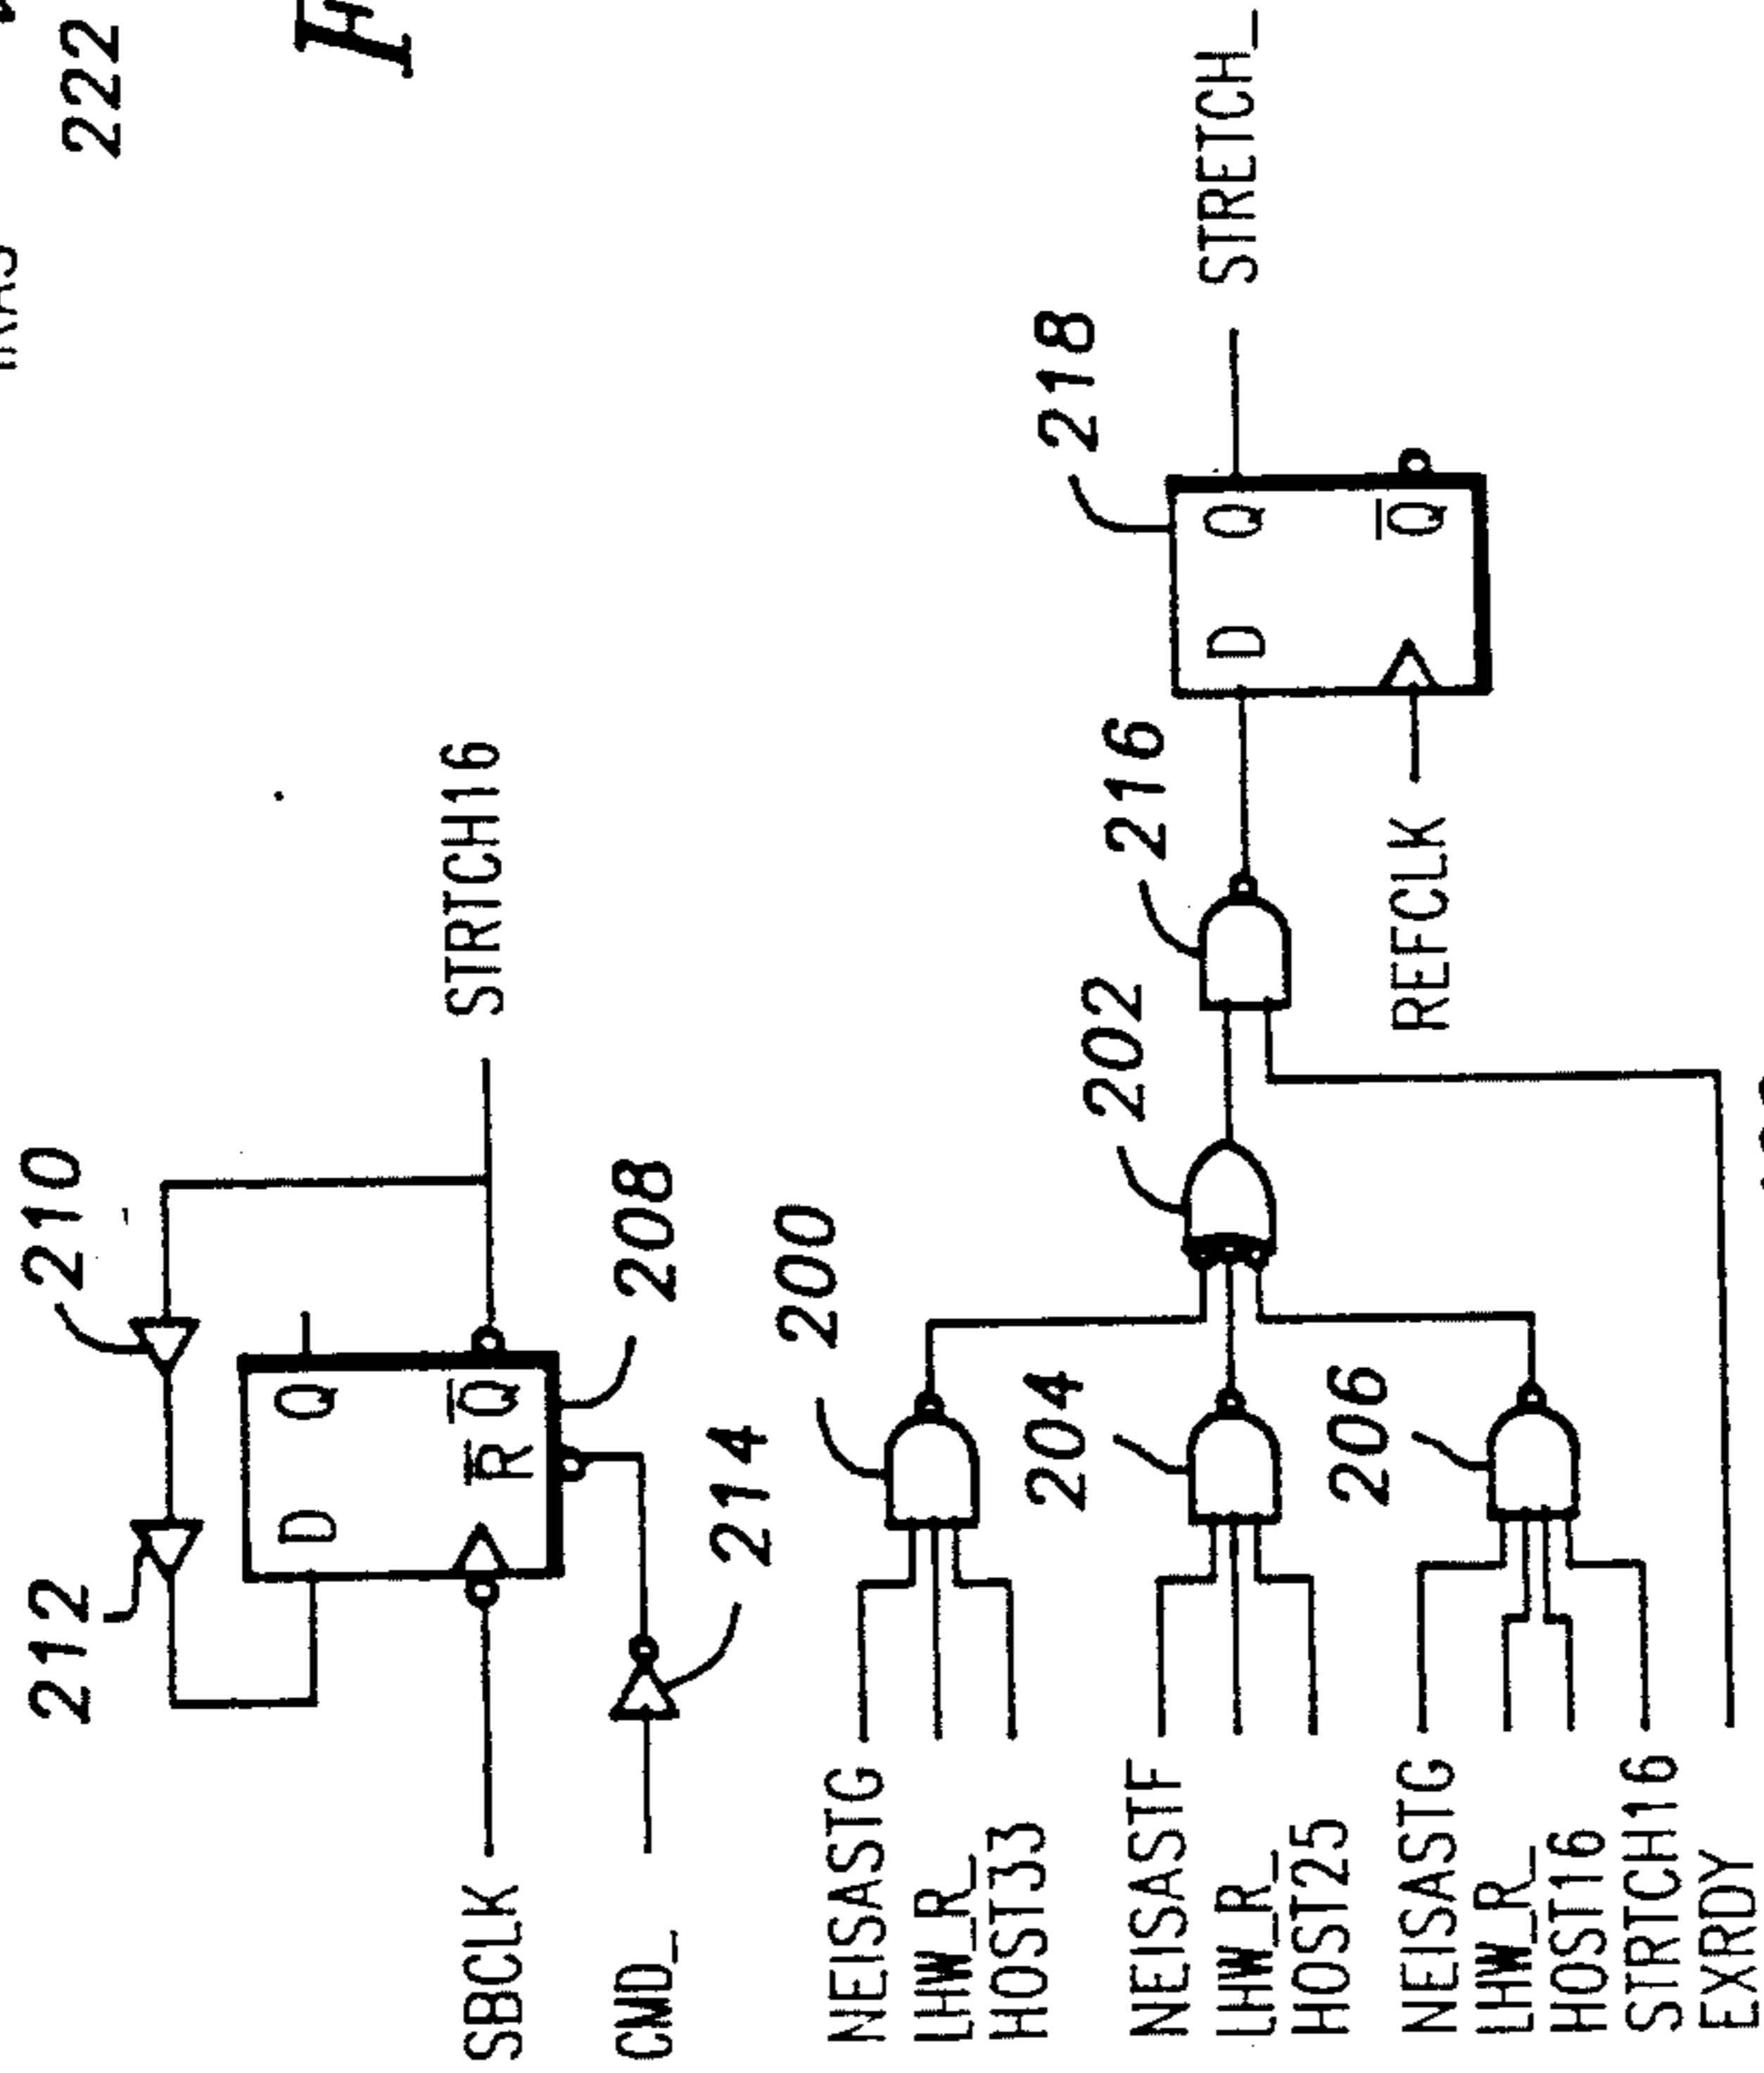 222
210
212
D Q
R̅ Q̅
208
214
SBCLK
CMD_
STRTCH16
200
NEISASTG
LHW_R_
HOST33
204
NEISASTF
LHW_R_
HOST25
206
NEISASTG
LHW_R_
HOST16
STRTCH16
EXRDY
202
216
218
D Q
Q̅
REFCLK
STRETCH_